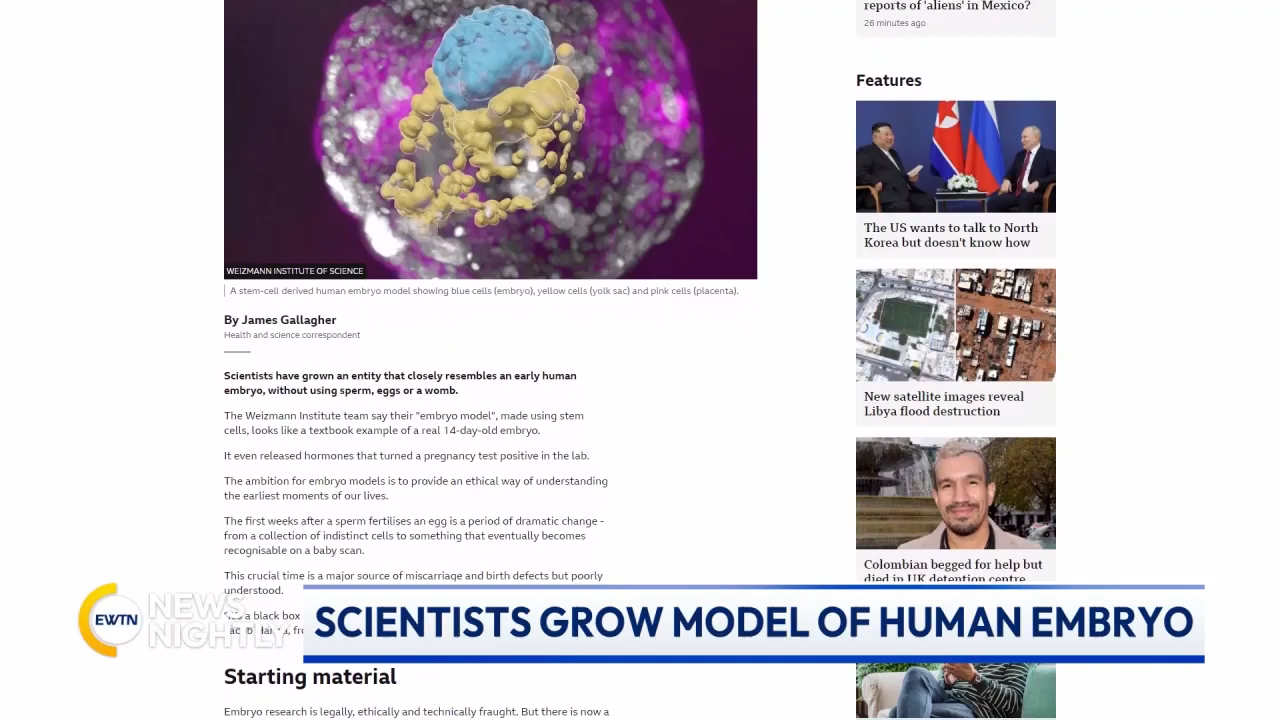 reports of 'aliens' in Mexico?
26 minutes ago
Features
WEIZMANN INSTITUTE OF SCIENCE
A stem-cell derived human embryo model showing blue cells (embryo), yellow cells (yolk sac) and pink cells (placenta).
By James Gallagher
Health and science correspondent
Scientists have grown an entity that closely resembles an early human
embryo, without using sperm, eggs or a womb.
The Weizmann Institute team say their "embryo model", made using stem
cells, looks like a textbook example of a real 14-day-old embryo.
It even released hormones that turned a pregnancy test positive in the lab.
The ambition for embryo models is to provide an ethical way of understanding
the earliest moments of our lives.
The first weeks after a sperm fertilises an egg is a period of dramatic change -
from a collection of indistinct cells to something that eventually becomes
recognisable on a baby scan.
This crucial time is a major source of miscarriage and birth defects but poorly
understood.
a black box
Starting material
Embryo research is legally, ethically and technically fraught. But there is now a
The US wants to talk to North
Korea but doesn't know how
New satellite images reveal
Libya flood destruction
Colombian begged for help but
died in UK detention centre
EWTN
NEWS
NIGHTLY
SCIENTISTS GROW MODEL OF HUMAN EMBRYO